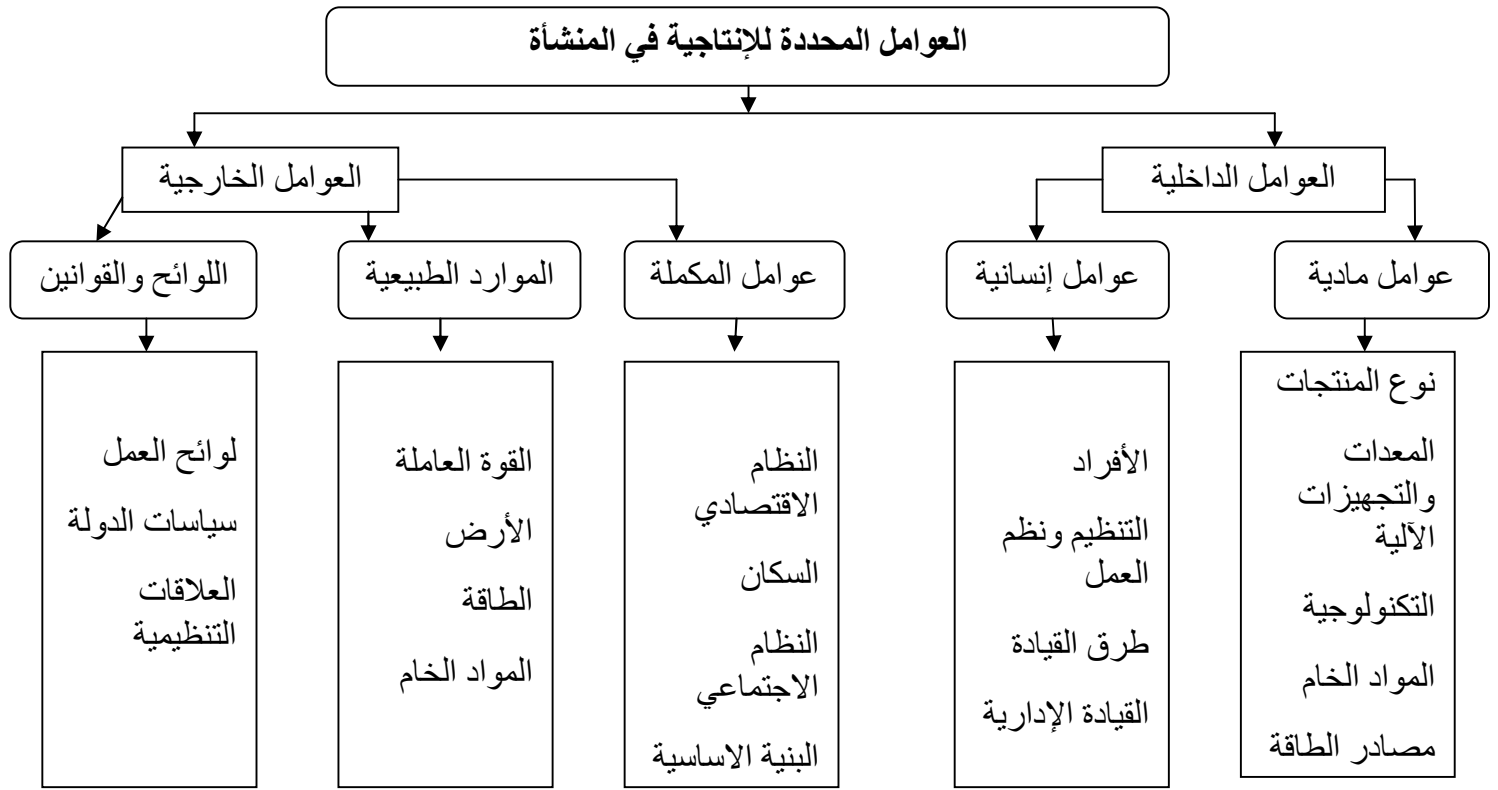 العوامل المحددة للإنتاجية في المنشأة
العوامل الداخلية
العوامل الخارجية
عوامل مادية
عوامل إنسانية
عوامل المكملة
الموارد الطبيعية
اللوائح والقوانين
نوع المنتجات
المعدات
والتجهيزات
الآلية
التكنولوجية
المواد الخام
مصادر الطاقة
الأفراد
التنظيم ونظم
العمل
طرق القيادة
القيادة الإدارية
النظام
الاقتصادي
السكان
النظام
الاجتماعي
البنية الاساسية
القوة العاملة
الأرض
الطاقة
المواد الخام
لوائح العمل
سياسات الدولة
العلاقات
التنظيمية